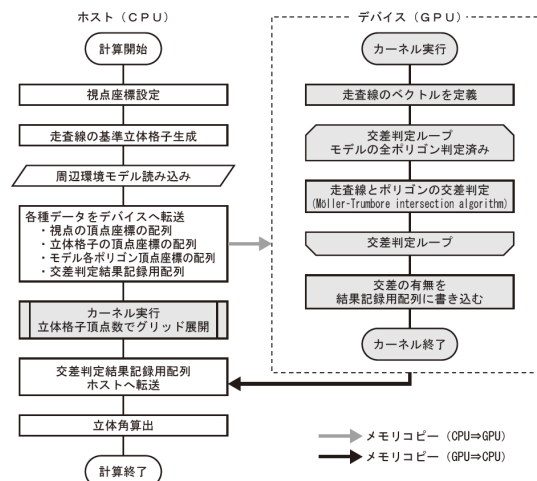 ホスト（ＣＰＵ）
計算開始
視点座標設定
走査線の基準立体格子生成
周辺環境モデル読み込み
各種データをデバイスへ転送
・視点の頂点座標の配列
・立体格子の頂点座標の配列
・モデル各ポリゴン頂点座標の配列
・交差判定結果記録用配列
カーネル実行
立体格子頂点数でグリッド展開
交差判定結果記録用配列
ホストへ転送
立体角算出
計算終了
デバイス（ＧＰＵ）
カーネル実行
走査線のベクトルを定義
交差判定ループ
モデルの全ポリゴン判定済み
走査線とポリゴンの交差判定
(Möller-Trumbore intersection algorithm)
交差判定ループ
交差の有無を
結果記録用配列に書き込む
カーネル終了
メモリコピー（CPU⇒GPU）
メモリコピー（GPU⇒CPU）